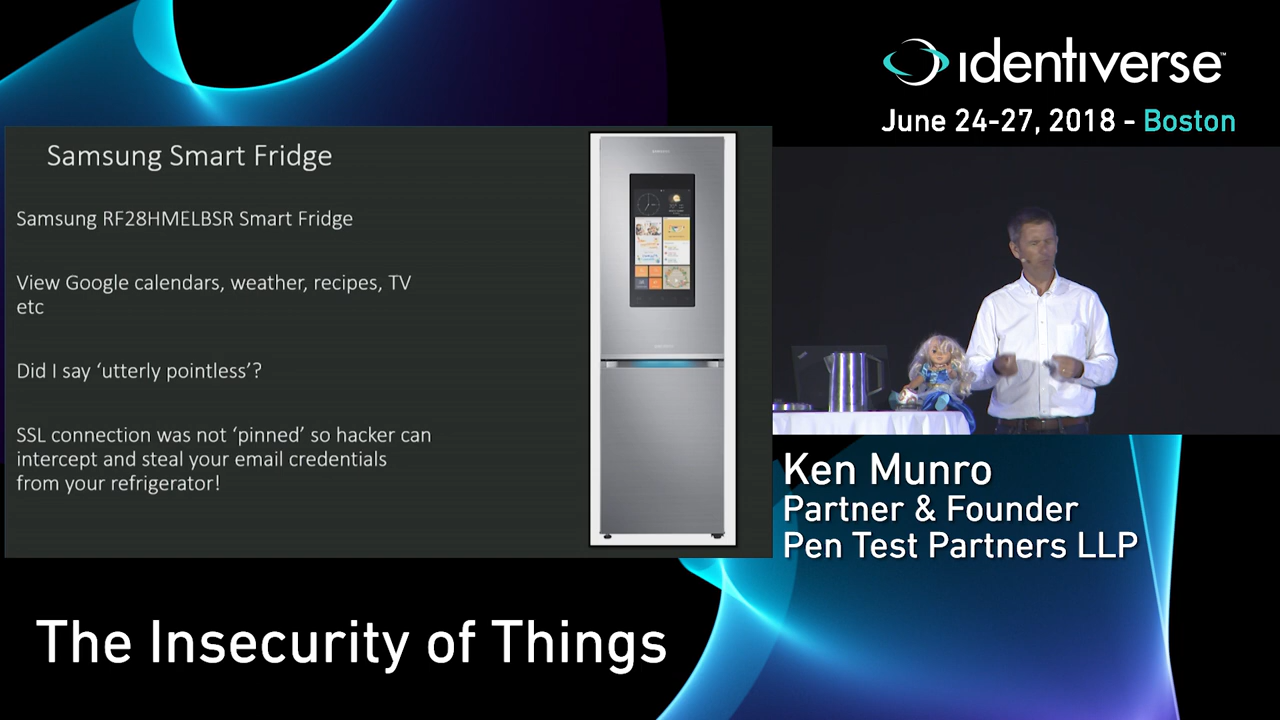 identiverse™
June 24-27, 2018 - Boston
Samsung Smart Fridge
Samsung RF28HMELBSR Smart Fridge
View Google calendars, weather, recipes, TV
etc
Did I say ‘utterly pointless’?
SSL connection was not ‘pinned’ so hacker can
intercept and steal your email credentials
from your refrigerator!
Ken Munro
Partner & Founder
Pen Test Partners LLP
The Insecurity of Things